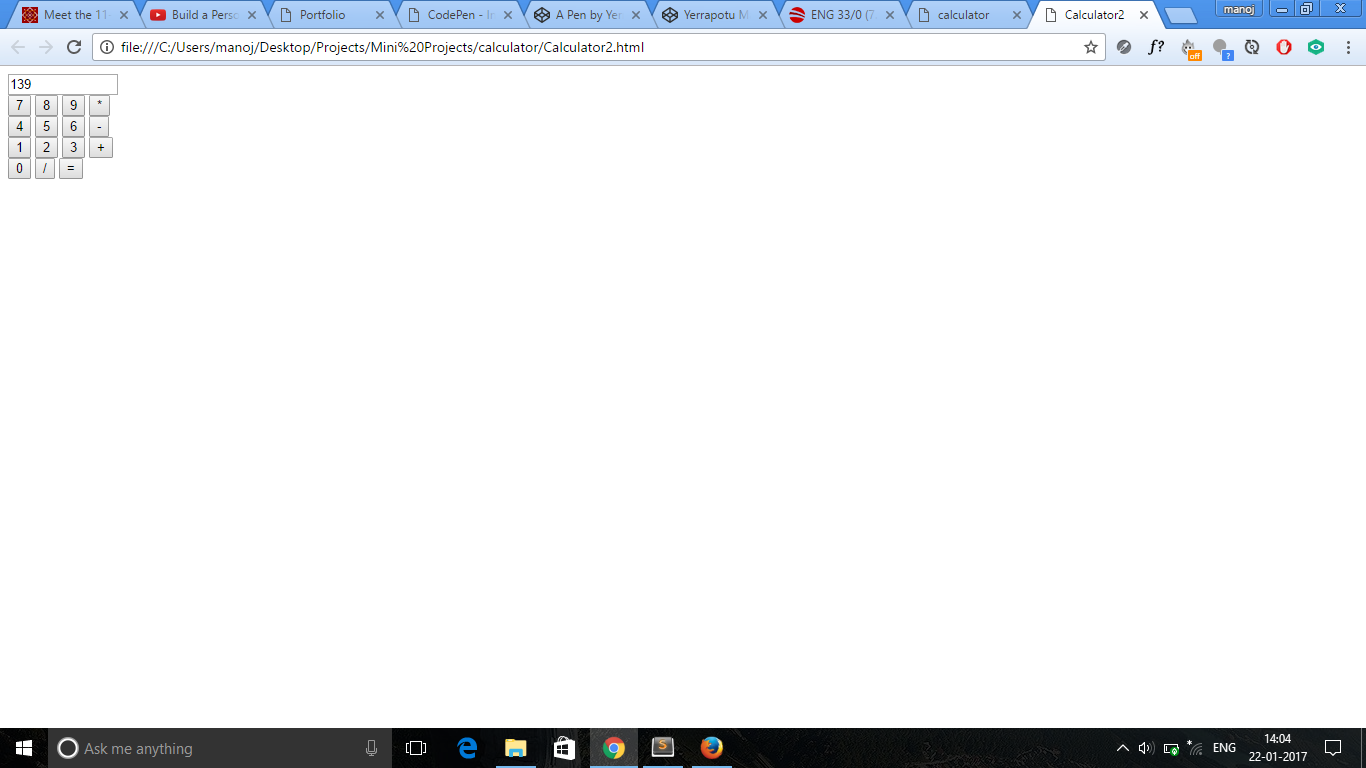 Meet the 11 Build a Perso Portfolio CodePen - In A Pen by Yer Yerrapotu M ENG 33/0 (7 calculator Calculator2 manoj
file:///C:/Users/manoj/Desktop/Projects/Mini%20Projects/calculator/Calculator2.html f? off ?
139
7 8 9 *
4 5 6 -
1 2 3 +
0 / =
Ask me anything S ENG 14:04
22-01-2017